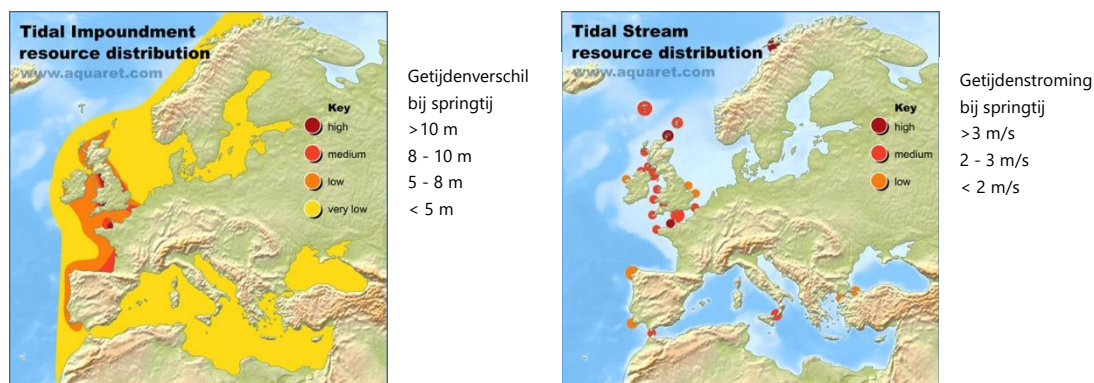 Tidal Impoundment
resource distribution
www.aquaret.com
Key
high
medium
low
very low
Getijdenverschil
bij springtij
>10 m
8 - 10 m
5 - 8 m
< 5 m
Tidal Stream
resource distribution
www.aquaret.com
Key
high
medium
low
Getijdenstroming
bij springtij
>3 m/s
2 - 3 m/s
< 2 m/s